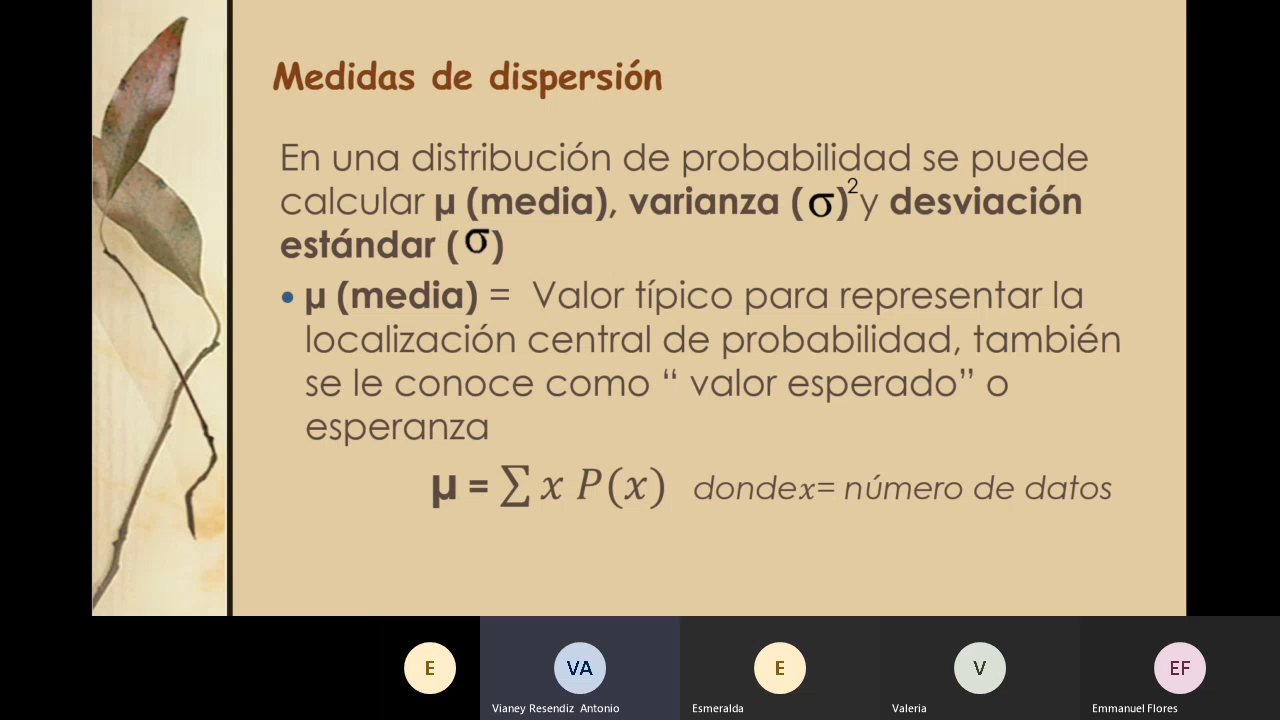 Medidas de dispersión
En una distribución de probabilidad se puede
calcular µ (media), varianza (σ)² y desviación
estándar (σ)
• µ (media) = Valor típico para representar la
localización central de probabilidad, también
se le conoce como “ valor esperado” o
esperanza
µ = ∑ x P(x) dondex= número de datos
E VA E V EF
Vianey Resendiz Antonio Esmeralda Valeria Emmanuel Flores